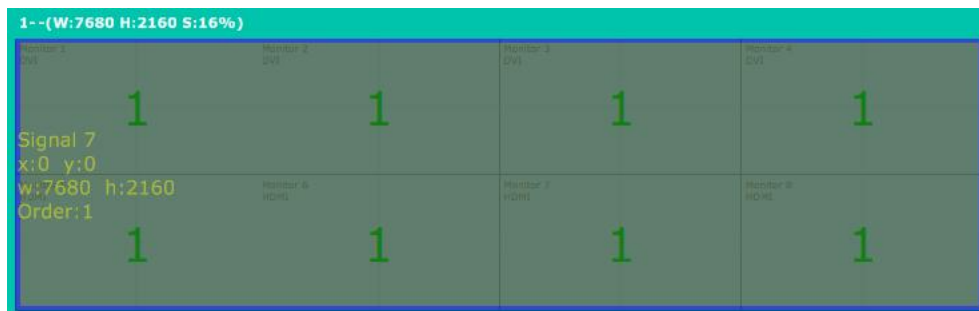 1--(W:7680 H:2160 S:16%)
Monitor 1
DVI
Monitor 2
DVI
Monitor 3
DVI
Monitor 4
DVI
1 1 1 1
Signal 7
x:0 y:0
w:7680 h:2160
Order:1
HDMI
Monitor 6
HDMI
Monitor 7
HDMI
Monitor 8
HDMI
1 1 1 1